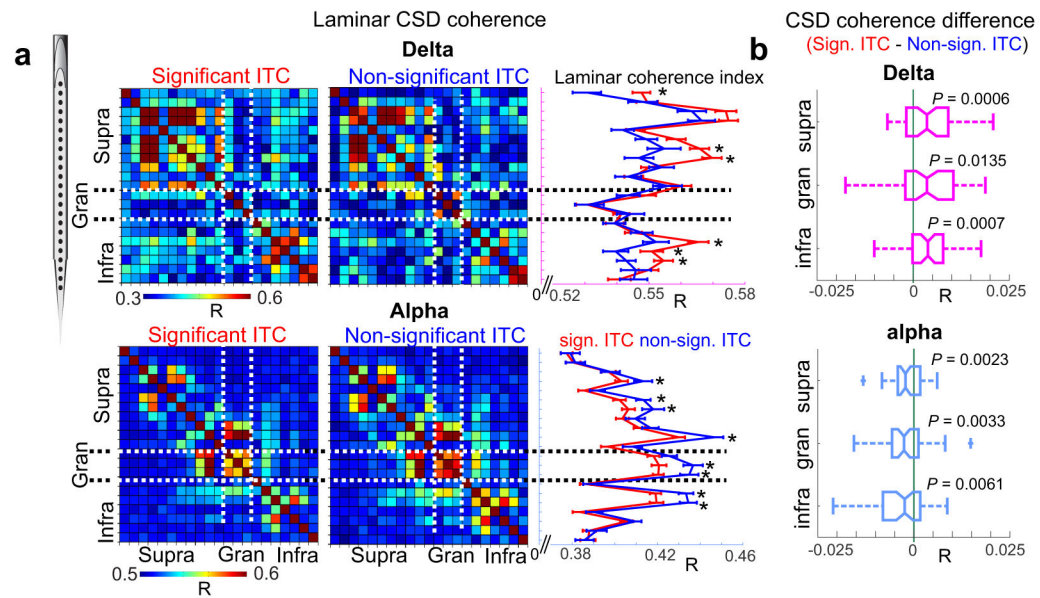 Laminar CSD coherence
CSD coherence difference
(Sign. ITC - Non-sign. ITC)
a
b
Delta
Significant ITC
Non-significant ITC
Laminar coherence index
Supra
Gran
Infra
*
*
*
*
*
*
0.3
0.6
R
0
0.52
0.55
0.58
R
Delta
P = 0.0006
supra
P = 0.0135
gran
P = 0.0007
infra
-0.025
0
0.025
R
Alpha
Significant ITC
Non-significant ITC
sign. ITC non-sign. ITC
Supra
Gran
Infra
*
*
*
*
*
*
*
*
Supra
Gran
Infra
Supra
Gran
Infra
0.5
0.6
R
0
0.38
0.42
0.46
R
alpha
P = 0.0023
supra
P = 0.0033
gran
P = 0.0061
infra
-0.025
0
0.025
R